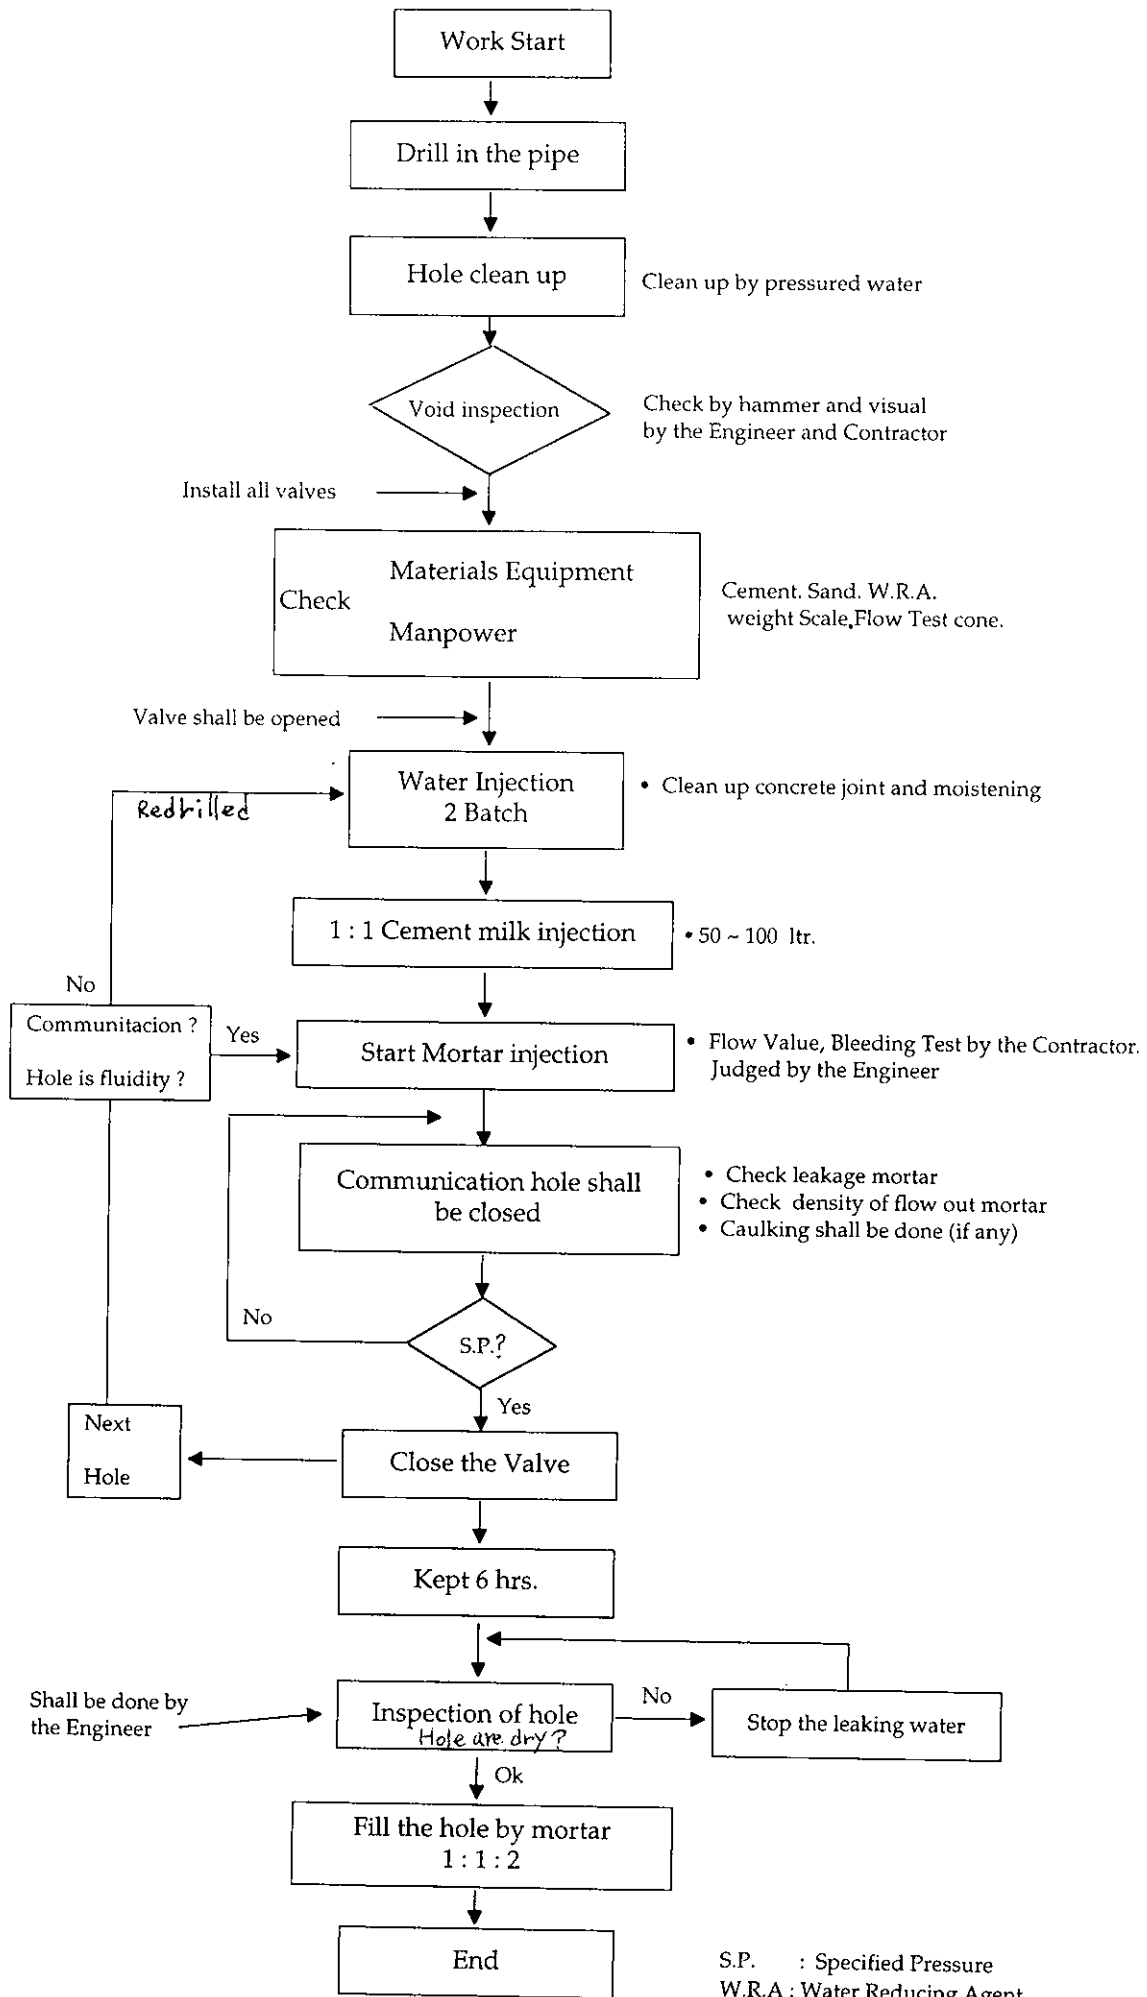 Work Start
Drill in the pipe
Hole clean up
Clean up by pressured water
Void inspection
Check by hammer and visual
by the Engineer and Contractor
Install all valves
Materials Equipment
Check
Manpower
Cement. Sand. W.R.A.
weight Scale,Flow Test cone.
Valve shall be opened
Water Injection
2 Batch
• Clean up concrete joint and moistening
Redrilled
1 : 1 Cement milk injection
• 50 ~ 100 ltr.
No
Communitacion ?
Hole is fluidity ?
Yes
Start Mortar injection
• Flow Value, Bleeding Test by the Contractor.
Judged by the Engineer
Communication hole shall
be closed
• Check leakage mortar
• Check density of flow out mortar
• Caulking shall be done (if any)
No
S.P.?
Yes
Next
Hole
Close the Valve
Kept 6 hrs.
Shall be done by
the Engineer
Inspection of hole
Hole are dry?
No
Stop the leaking water
Ok
Fill the hole by mortar
1 : 1 : 2
End
S.P. : Specified Pressure
W.R.A : Water Reducing Agent